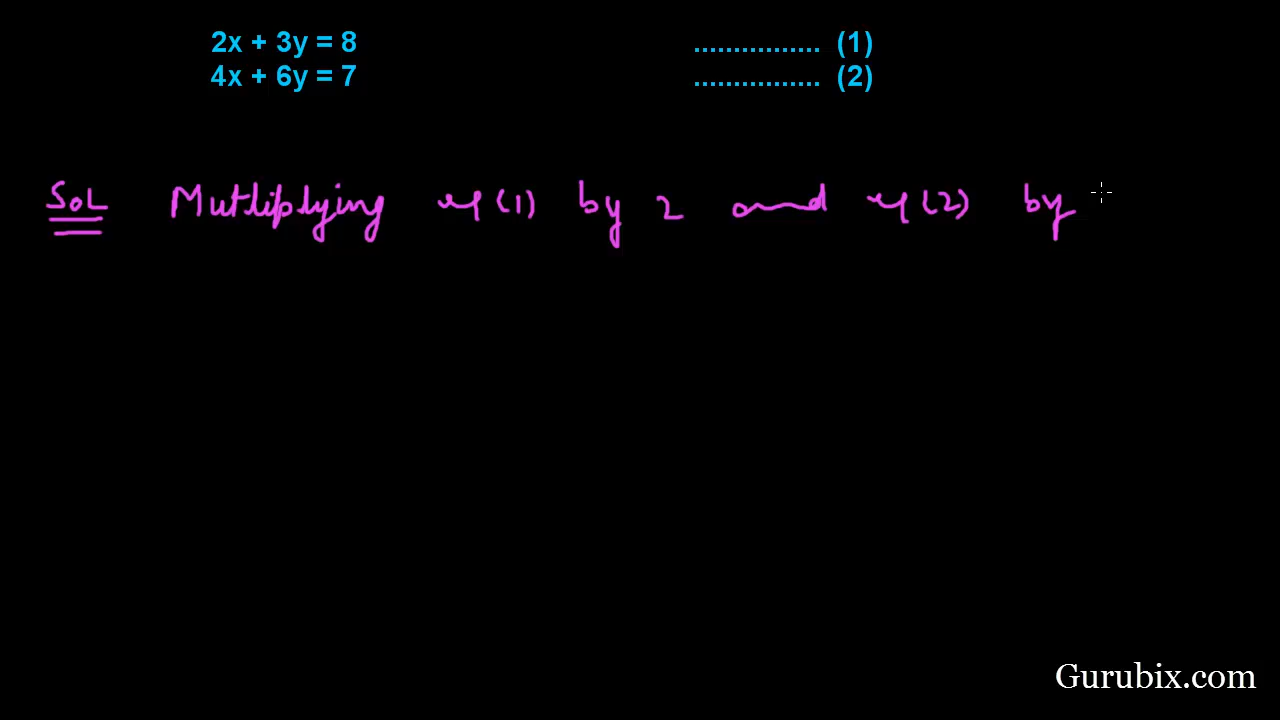 2x + 3y = 8 ................ (1)
4x + 6y = 7 ................ (2)
SOL Mutliplying eq (1) by 2 and eq (2) by
Gurubix.com